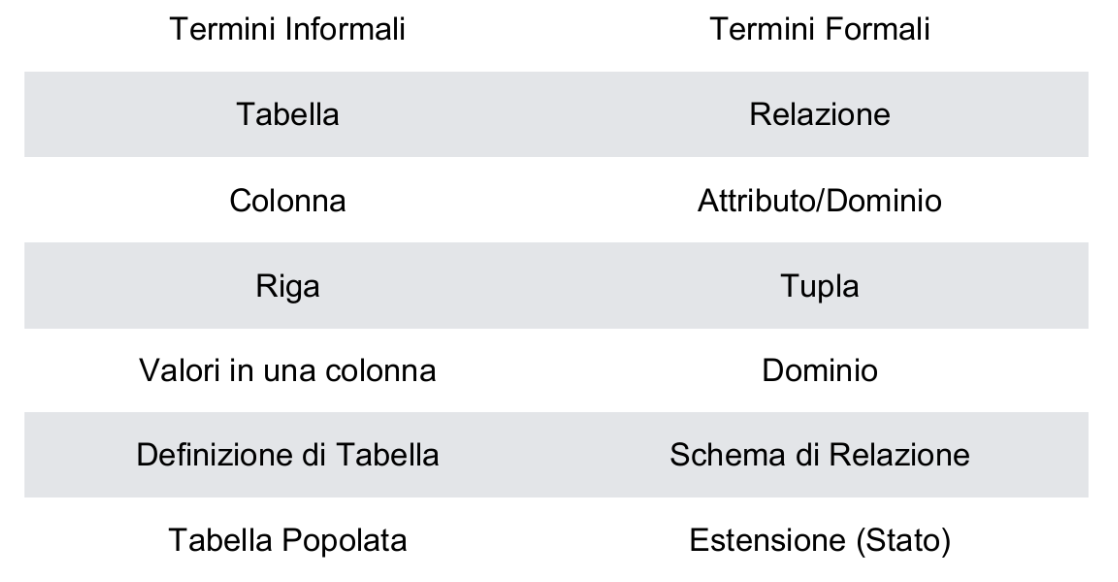 Termini Informali Termini Formali
Tabella Relazione
Colonna Attributo/Dominio
Riga Tupla
Valori in una colonna Dominio
Definizione di Tabella Schema di Relazione
Tabella Popolata Estensione (Stato)